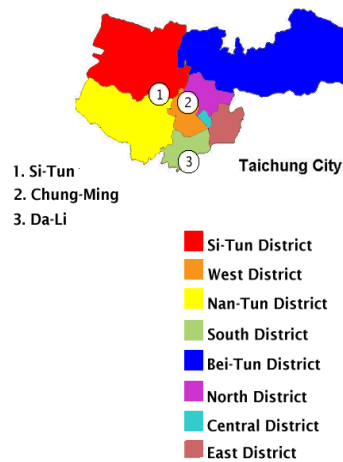 1
2
3
Taichung City
1. Si-Tun
2. Chung-Ming
3. Da-Li
Si-Tun District
West District
Nan-Tun District
South District
Bei-Tun District
North District
Central District
East District